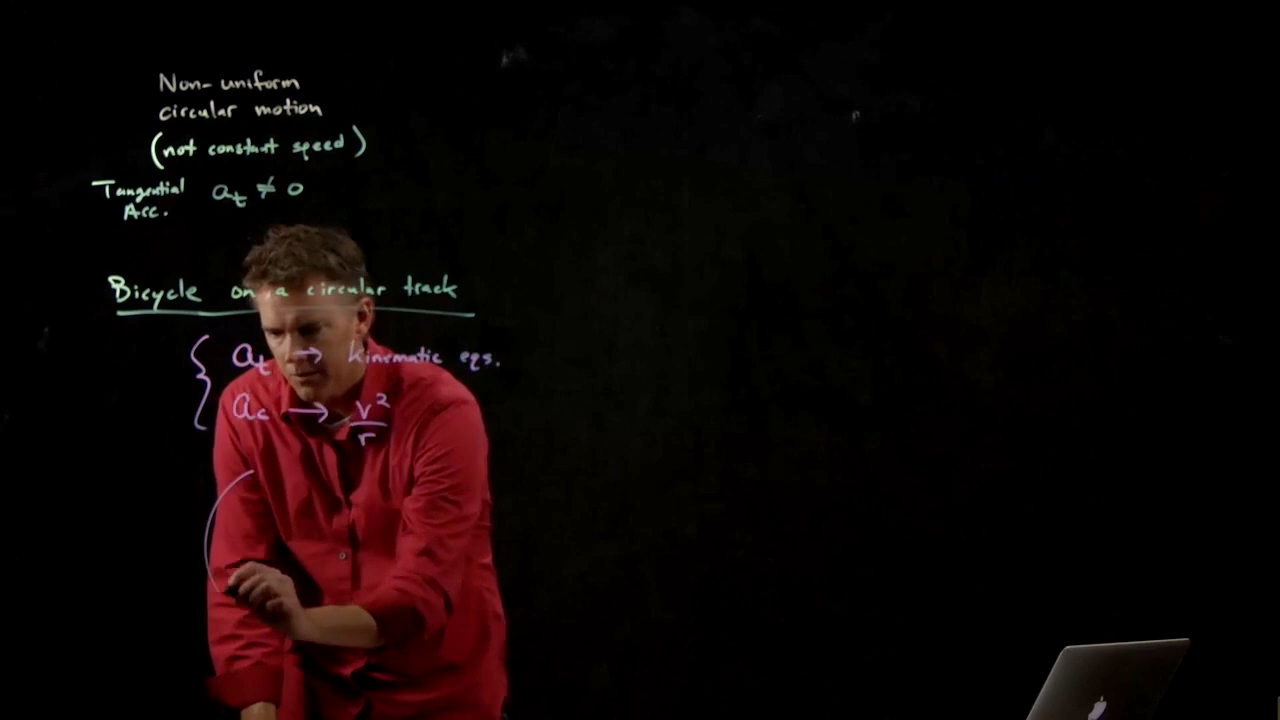 Non-uniform
circular motion
(not constant speed)
Tangential a_t ≠ 0
Acc.
Bicycle on a circular track
{ a_t → kinematic eqs.
a_c → v²/r